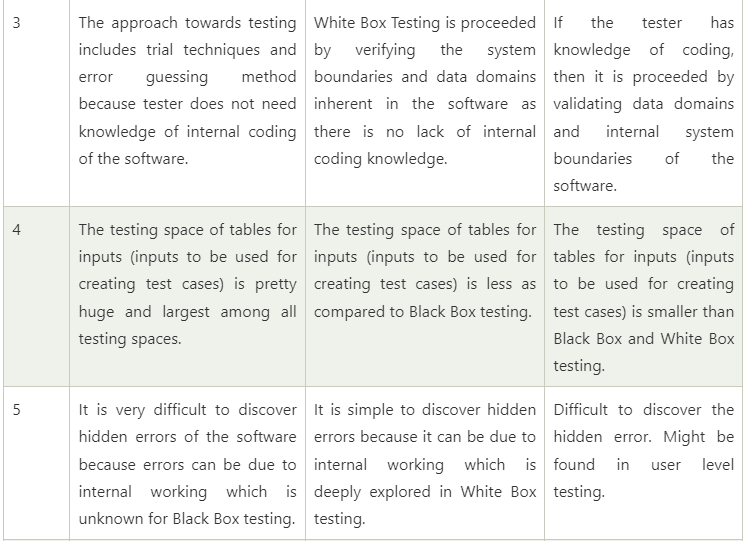 3
The approach towards testing
includes trial techniques and
error guessing method
because tester does not need
knowledge of internal coding
of the software.
White Box Testing is proceeded
by verifying the system
boundaries and data domains
inherent in the software as
there is no lack of internal
coding knowledge.
If the tester has
knowledge of coding,
then it is proceeded by
validating data domains
and internal system
boundaries of the
software.
4
The testing space of tables for
inputs (inputs to be used for
creating test cases) is pretty
huge and largest among all
testing spaces.
The testing space of tables for
inputs (inputs to be used for
creating test cases) is less as
compared to Black Box testing.
The testing space of
tables for inputs (inputs
to be used for creating
test cases) is smaller than
Black Box and White Box
testing.
5
It is very difficult to discover
hidden errors of the software
because errors can be due to
internal working which is
unknown for Black Box testing.
It is simple to discover hidden
errors because it can be due to
internal working which is
deeply explored in White Box
testing.
Difficult to discover the
hidden error. Might be
found in user level
testing.